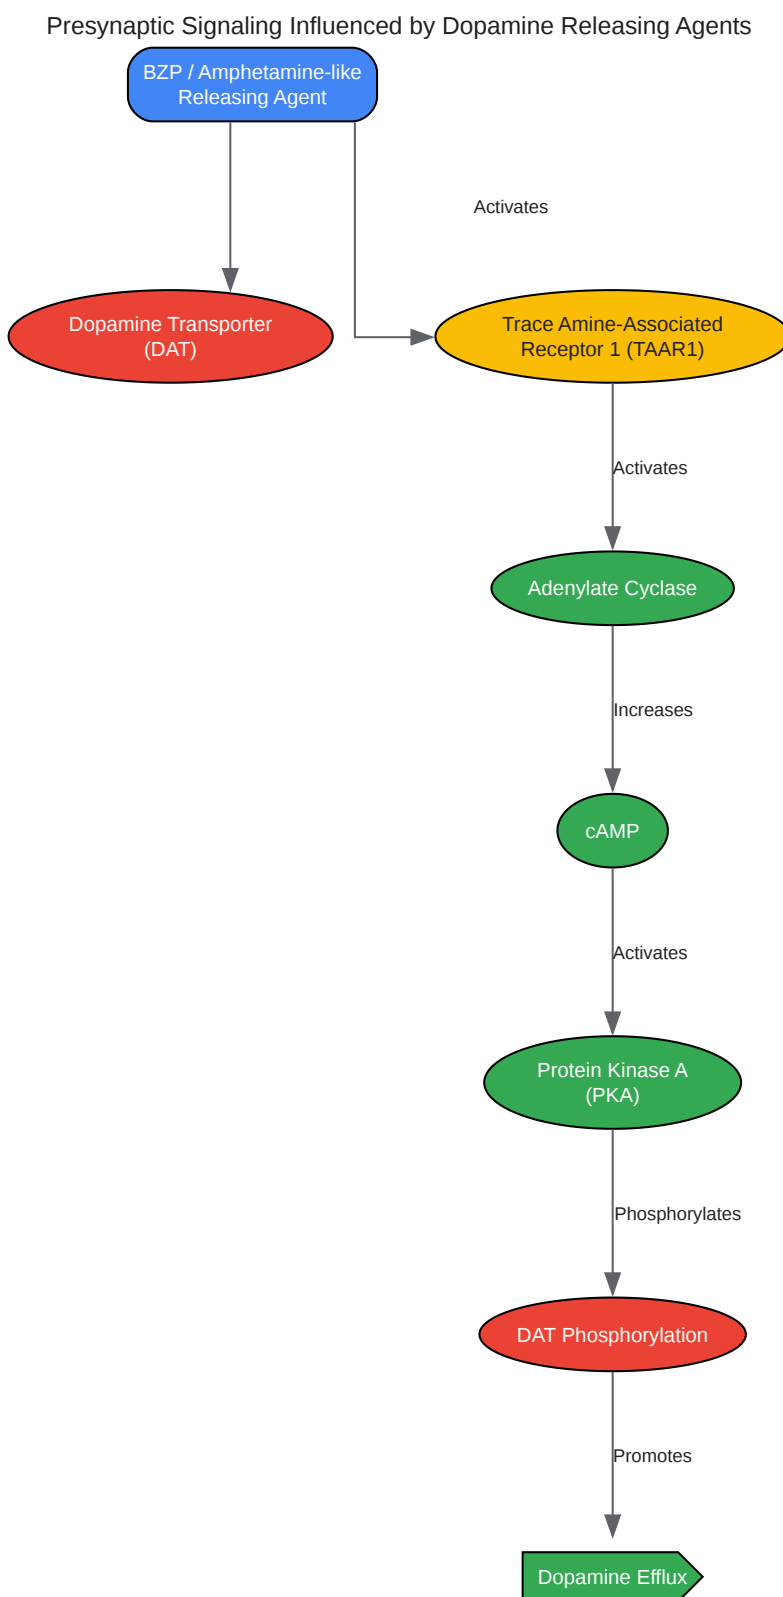 Presynaptic Signaling Influenced by Dopamine Releasing Agents
BZP / Amphetamine-like
Releasing Agent
Activates
Dopamine Transporter
(DAT)
Trace Amine-Associated
Receptor 1 (TAAR1)
Activates
Adenylate Cyclase
Increases
cAMP
Activates
Protein Kinase A
(PKA)
Phosphorylates
DAT Phosphorylation
Promotes
Dopamine Efflux